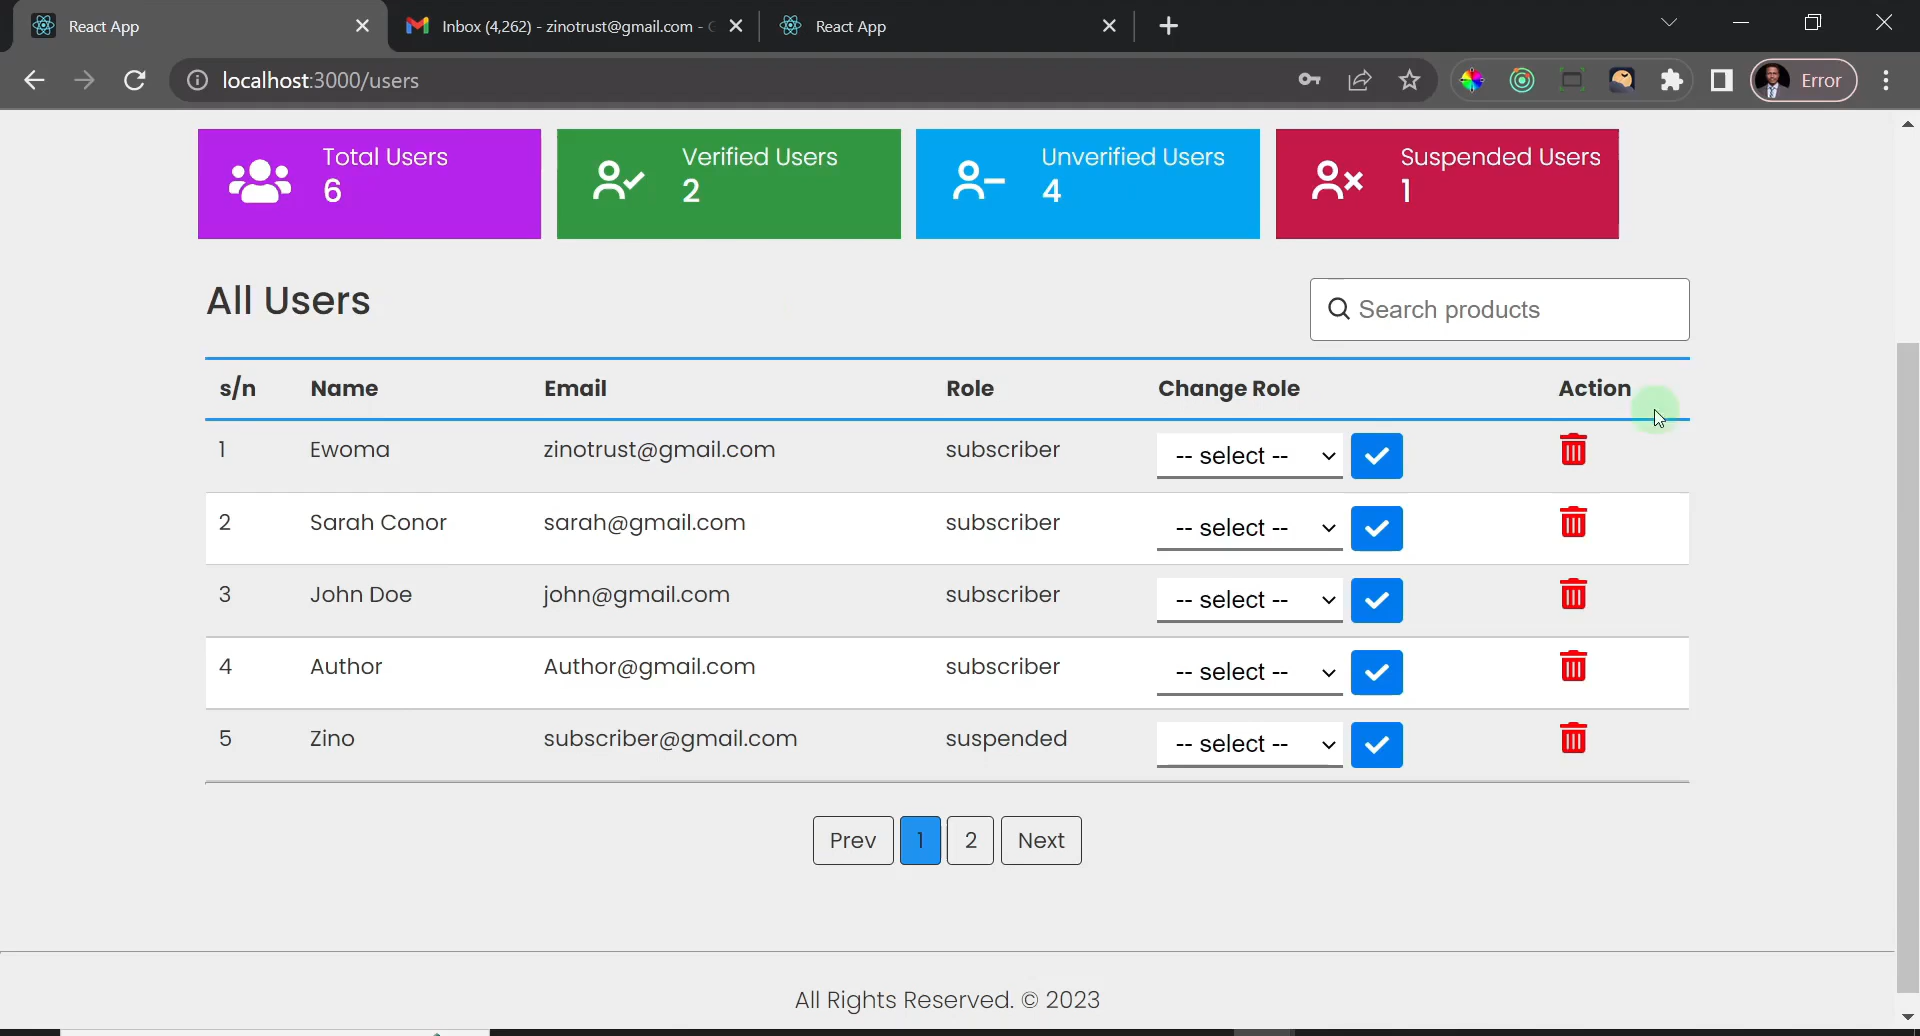 React App
Inbox (4,262) - zinotrust@gmail.com -
React App
localhost:3000/users
Error
Total Users
6
Verified Users
2
Unverified Users
4
Suspended Users
1
All Users
Search products
s/n Name Email Role Change Role Action
1 Ewoma zinotrust@gmail.com subscriber -- select --
2 Sarah Conor sarah@gmail.com subscriber -- select --
3 John Doe john@gmail.com subscriber -- select --
4 Author Author@gmail.com subscriber -- select --
5 Zino subscriber@gmail.com suspended -- select --
Prev 1 2 Next
All Rights Reserved. © 2023